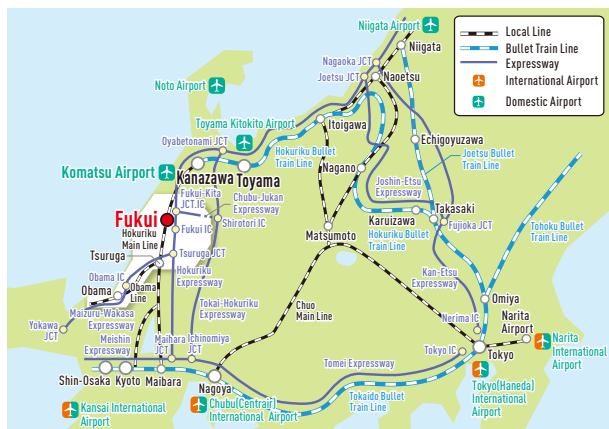 Niigata Airport
Niigata
Local Line
Bullet Train Line
Expressway
International Airport
Domestic Airport
Nagaoka JCT
Joetsu JCT
Naoetsu
Noto Airport
Toyama Kitokito Airport
Itoigawa
Oyabetonami JCT
Hokuriku Bullet
Train Line
Echigoyuzawa
Joetsu Bullet
Train Line
Komatsu Airport
Kanazawa
Toyama
Nagano
Joshin-Etsu
Expressway
Fukui-Kita
JCT.IC
Chubu-Jukan
Expressway
Karuizawa
Takasaki
Fukui
Hokuriku
Main Line
Fukui IC
Shirotori IC
Matsumoto
Hokuriku Bullet
Train Line
Fujioka JCT
Tohoku Bullet
Train Line
Tsuruga
Tsuruga JCT
Kan-Etsu
Expressway
Obama IC
Obama
Obama
Line
Hokuriku
Expressway
Omiya
Maizuru-Wakasa
Expressway
Tokai-Hokuriku
Expressway
Chuo
Main Line
Nerima IC
Narita
Airport
Yokawa
JCT
Meishin
Expressway
Maihara
JCT
Ichinomiya
JCT
Tokyo IC
Tokyo
Narita
International
Airport
Tomei Expressway
Shin-Osaka
Kyoto
Maibara
Nagoya
Tokaido Bullet
Train Line
Tokyo(Haneda)
International
Airport
Kansai International
Airport
Chubu(Centrair)
International Airport